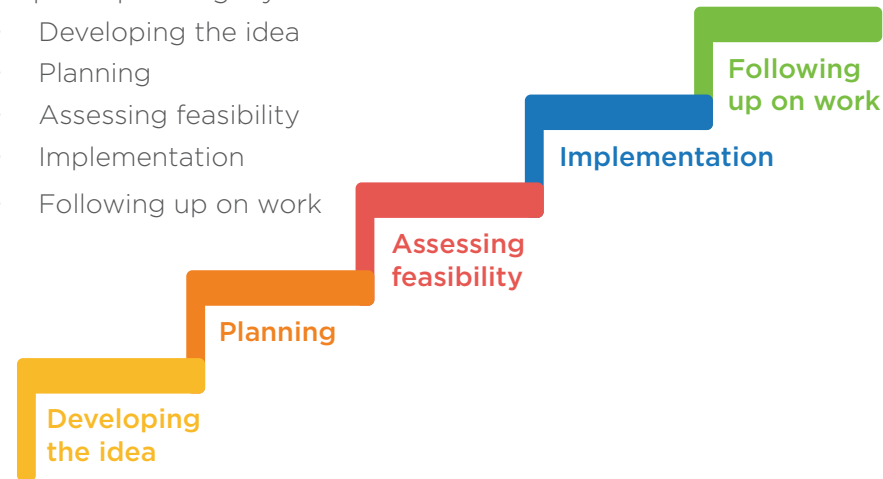 Developing the idea
Planning
Assessing feasibility
Implementation
Following up on work
Following
up on work
Implementation
Assessing
feasibility
Planning
Developing
the idea